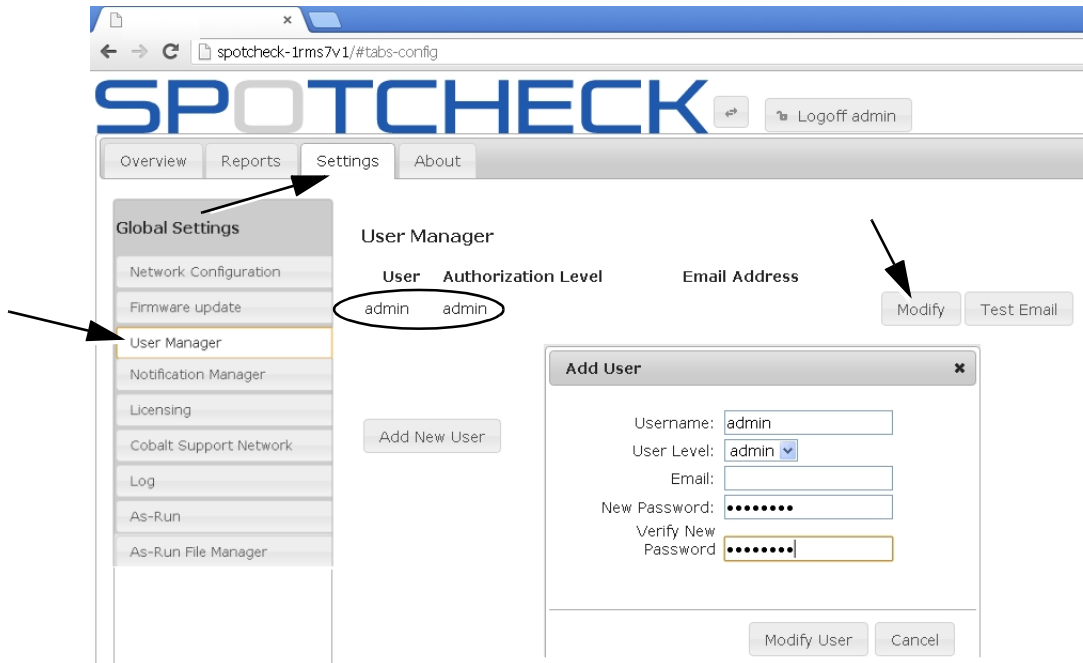 ×
spotcheck-1rms7v1/#tabs-config
SPOTCHECK
Logoff admin
Overview Reports Settings About
Global Settings
Network Configuration
Firmware update
User Manager
Notification Manager
Licensing
Cobalt Support Network
Log
As-Run
As-Run File Manager
User Manager
User Authorization Level Email Address
admin admin
Modify Test Email
Add New User
Add User
Username: admin
User Level: admin
Email:
New Password: ••••••••
Verify New
Password ••••••••
Modify User Cancel